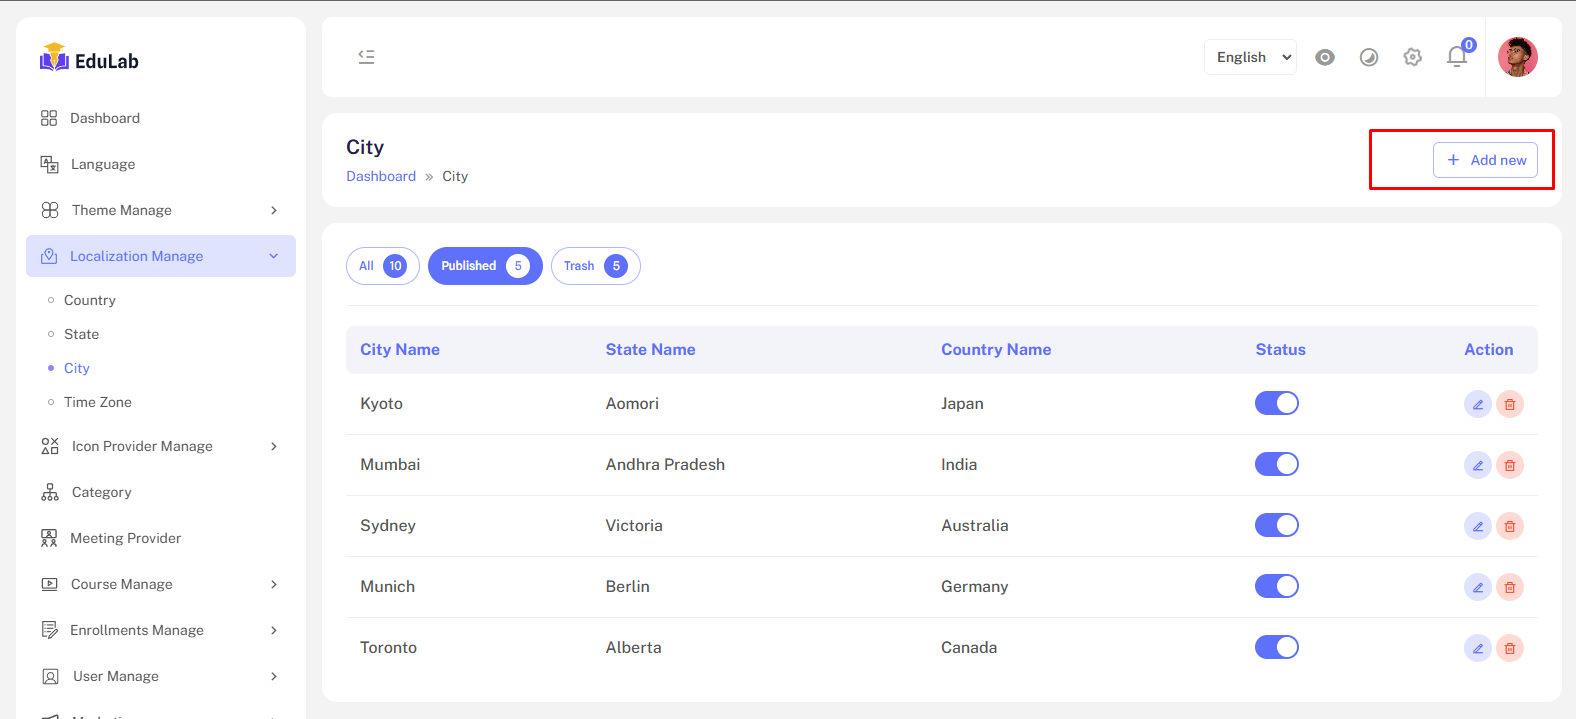 EduLab
Dashboard
Language
Theme Manage
Localization Manage
Country
State
City
Time Zone
Icon Provider Manage
Category
Meeting Provider
Course Manage
Enrollments Manage
User Manage
English
0
City
Dashboard » City
+ Add new
All 10 Published 5 Trash 5
City Name State Name Country Name Status Action
Kyoto Aomori Japan
Mumbai Andhra Pradesh India
Sydney Victoria Australia
Munich Berlin Germany
Toronto Alberta Canada